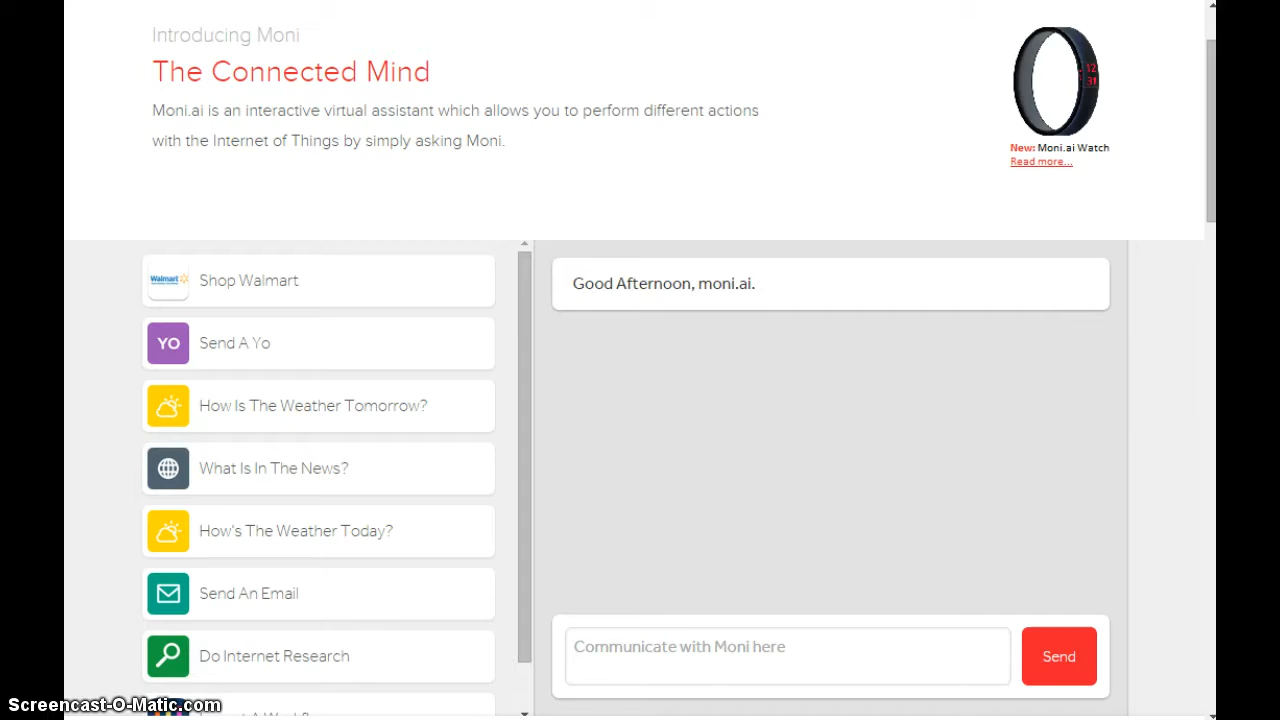 Introducing Moni
The Connected Mind
Moni.ai is an interactive virtual assistant which allows you to perform different actions
with the Internet of Things by simply asking Moni.
12
31
New: Moni.ai Watch
Read more...
Walmart
Shop Walmart
YO
Send A Yo
How Is The Weather Tomorrow?
What Is In The News?
How's The Weather Today?
Send An Email
Do Internet Research
Good Afternoon, moni.ai.
Communicate with Moni here
Send
Screencast-O-Matic.com